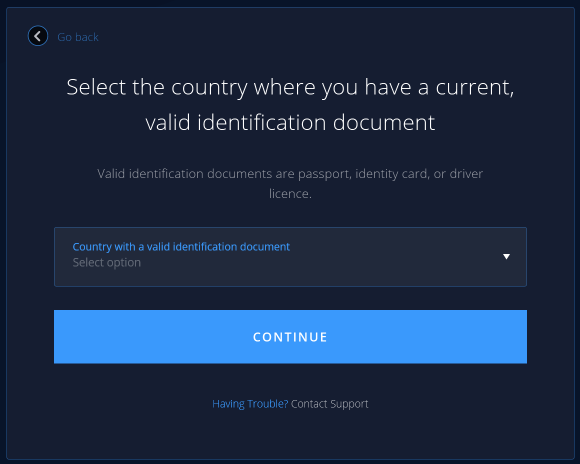 Go back
Select the country where you have a current,
valid identification document
Valid identification documents are passport, identity card, or driver
licence.
Country with a valid identification document
Select option
CONTINUE
Having Trouble? Contact Support